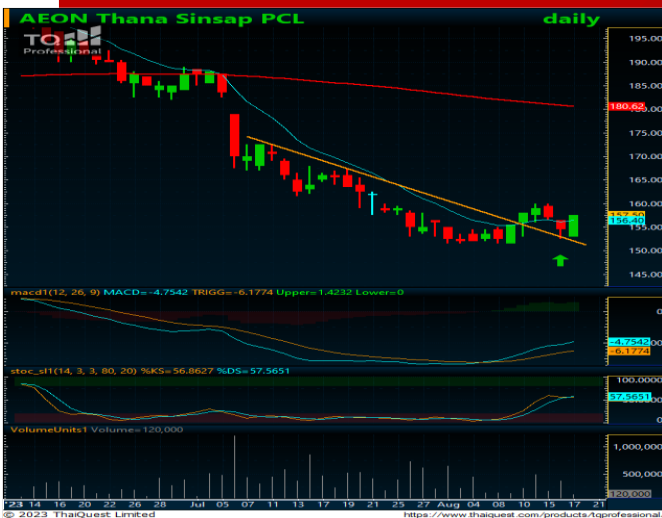 AEON Thana Sinsap PCL daily
TQ
Professional
195.00
190.00
185.00
180.62
175.00
170.00
165.00
160.00
157.50
156.40
155.00
150.00
145.00
macd1(12, 26, 9) MACD=-4.7542 TRIGG=-6.1774 Upper=1.4232 Lower=0
0
-4.7542
-6.1774
stoc_sl1(14, 3, 3, 80, 20) %KS=56.8627 %DS=57.5651
100.0000
57.5651
0
VolumeUnits1 Volume=120,000
1,000,000
500,000
120,000
'23 14 16 20 22 26 28 Jul 05 07 11 13 17 19 21 25 27 Aug 04 08 10 15 17 21
© 2023 ThaiQuest Limited https://www.thaiquest.com/products/tqprofessional.